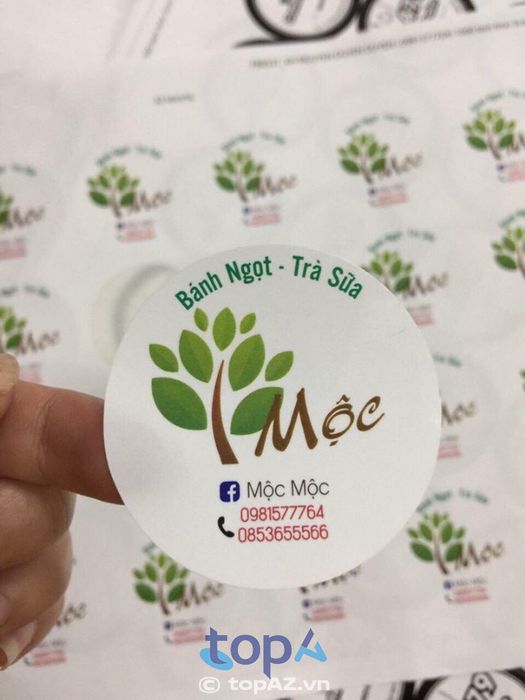 Bánh Ngọt - Trà Sữa
Mộc
Mộc Mộc
0981577764
0853655566
topA
© topAZ.vn